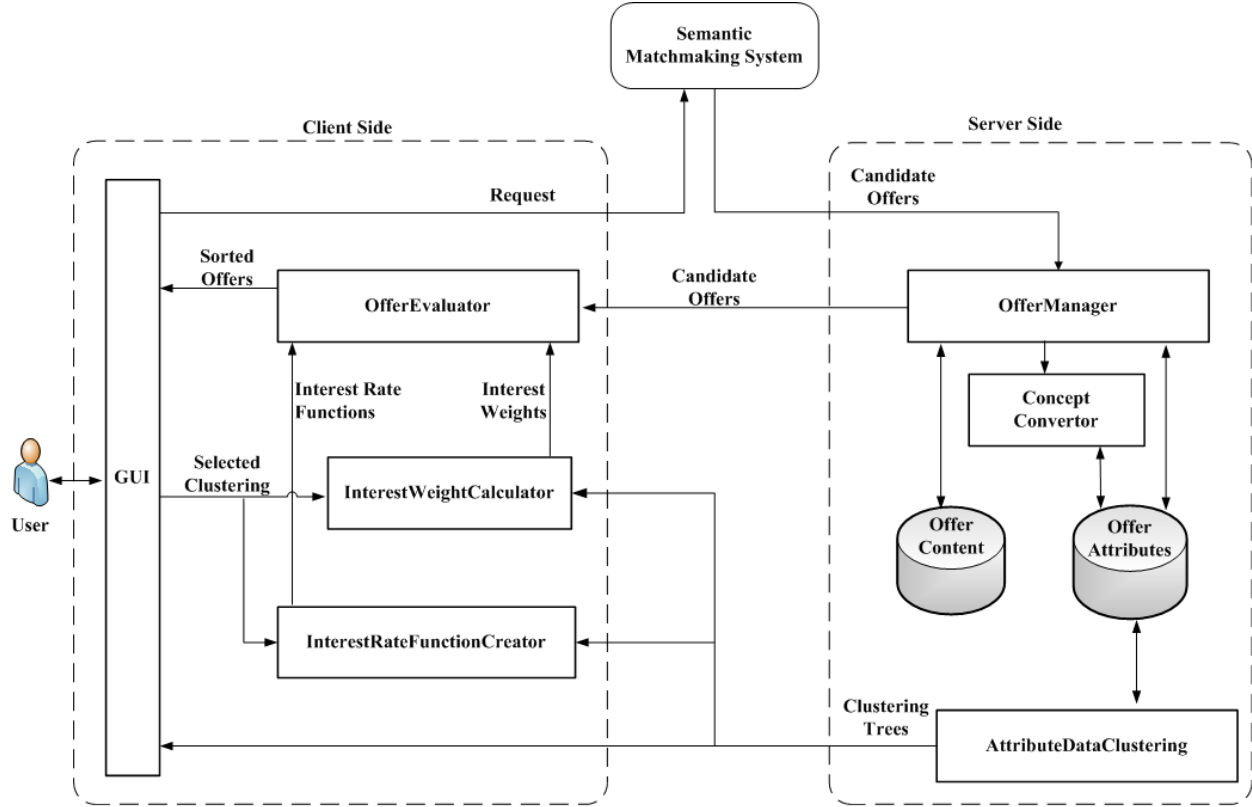 Semantic
Matchmaking System
Client Side
Server Side
Request
Candidate
Offers
Sorted
Offers
OfferEvaluator
Candidate
Offers
OfferManager
Interest Rate
Functions
Interest
Weights
Concept
Convertor
GUI
User
Selected
Clustering
InterestWeightCalculator
Offer
Content
Offer
Attributes
InterestRateFunctionCreator
Clustering
Trees
AttributeDataClustering